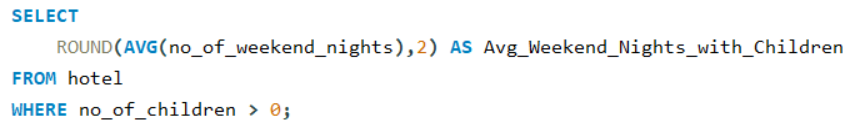 SELECT
    ROUND(AVG(no_of_weekend_nights),2) AS Avg_Weekend_Nights_with_Children
FROM hotel
WHERE no_of_children > 0;